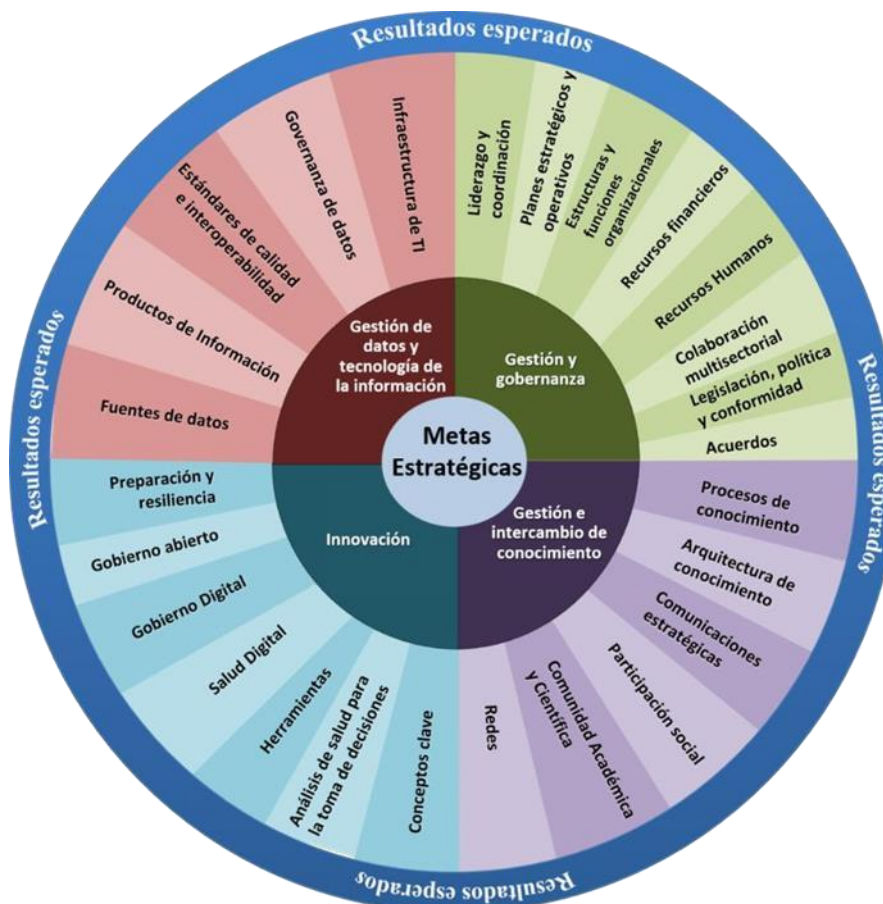 Resultados esperados
Infraestructura de TI
Governanza de datos
Estándares de calidad
e interoperabilidad
Productos de Información
Fuentes de datos
Liderazgo y
coordinación
Planes estratégicos y
operativos
Estructuras y
funciones
organizacionales
Recursos financieros
Recursos Humanos
Colaboración
multisectorial
Legislación, política
y conformidad
Acuerdos
Gestión de
datos y
tecnología de
la información
Gestión y
gobernanza
Metas
Estratégicas
Innovación
Gestión e
intercambio de
conocimiento
Resultados esperados
Resultados esperados
Preparación y
resiliencia
Gobierno abierto
Gobierno Digital
Salud Digital
Herramientas
Análisis de salud para
la toma de decisiones
Conceptos clave
Procesos de
conocimiento
Arquitectura de
conocimiento
Comunicaciones
estratégicas
Participación social
Comunidad Académica
y Científica
Redes
Resultados esperados